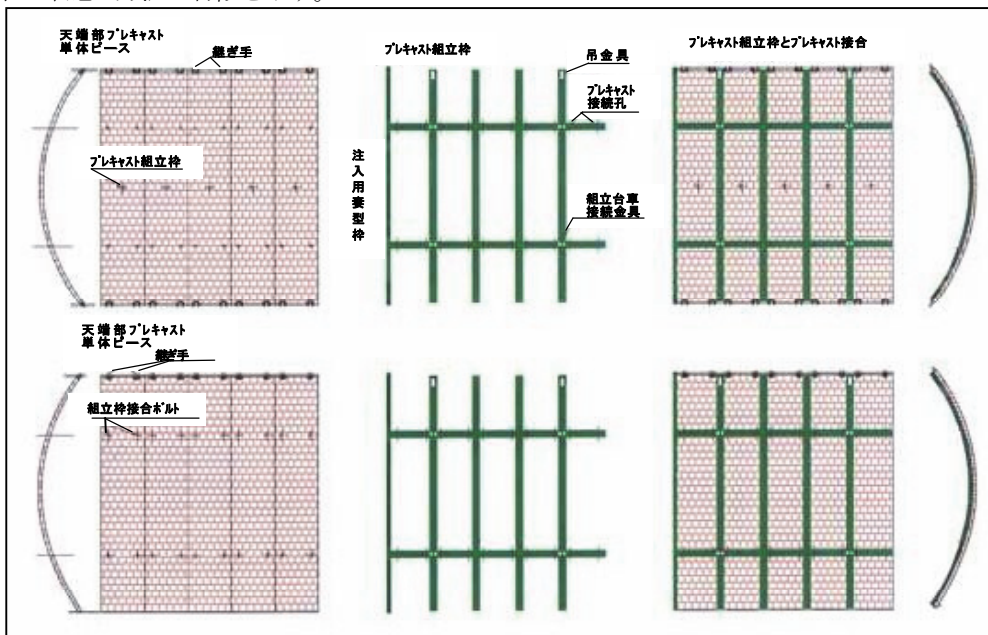 天端部プレキャスト
単体ピース
継ぎ手
プレキャスト組立枠
プレキャスト組立枠
吊金具
プレキャスト
接続孔
注入用妻型枠
組立台車
接続金具
プレキャスト組立枠とプレキャスト接合
天端部プレキャスト
単体ピース
継ぎ手
組立枠接合ボルト